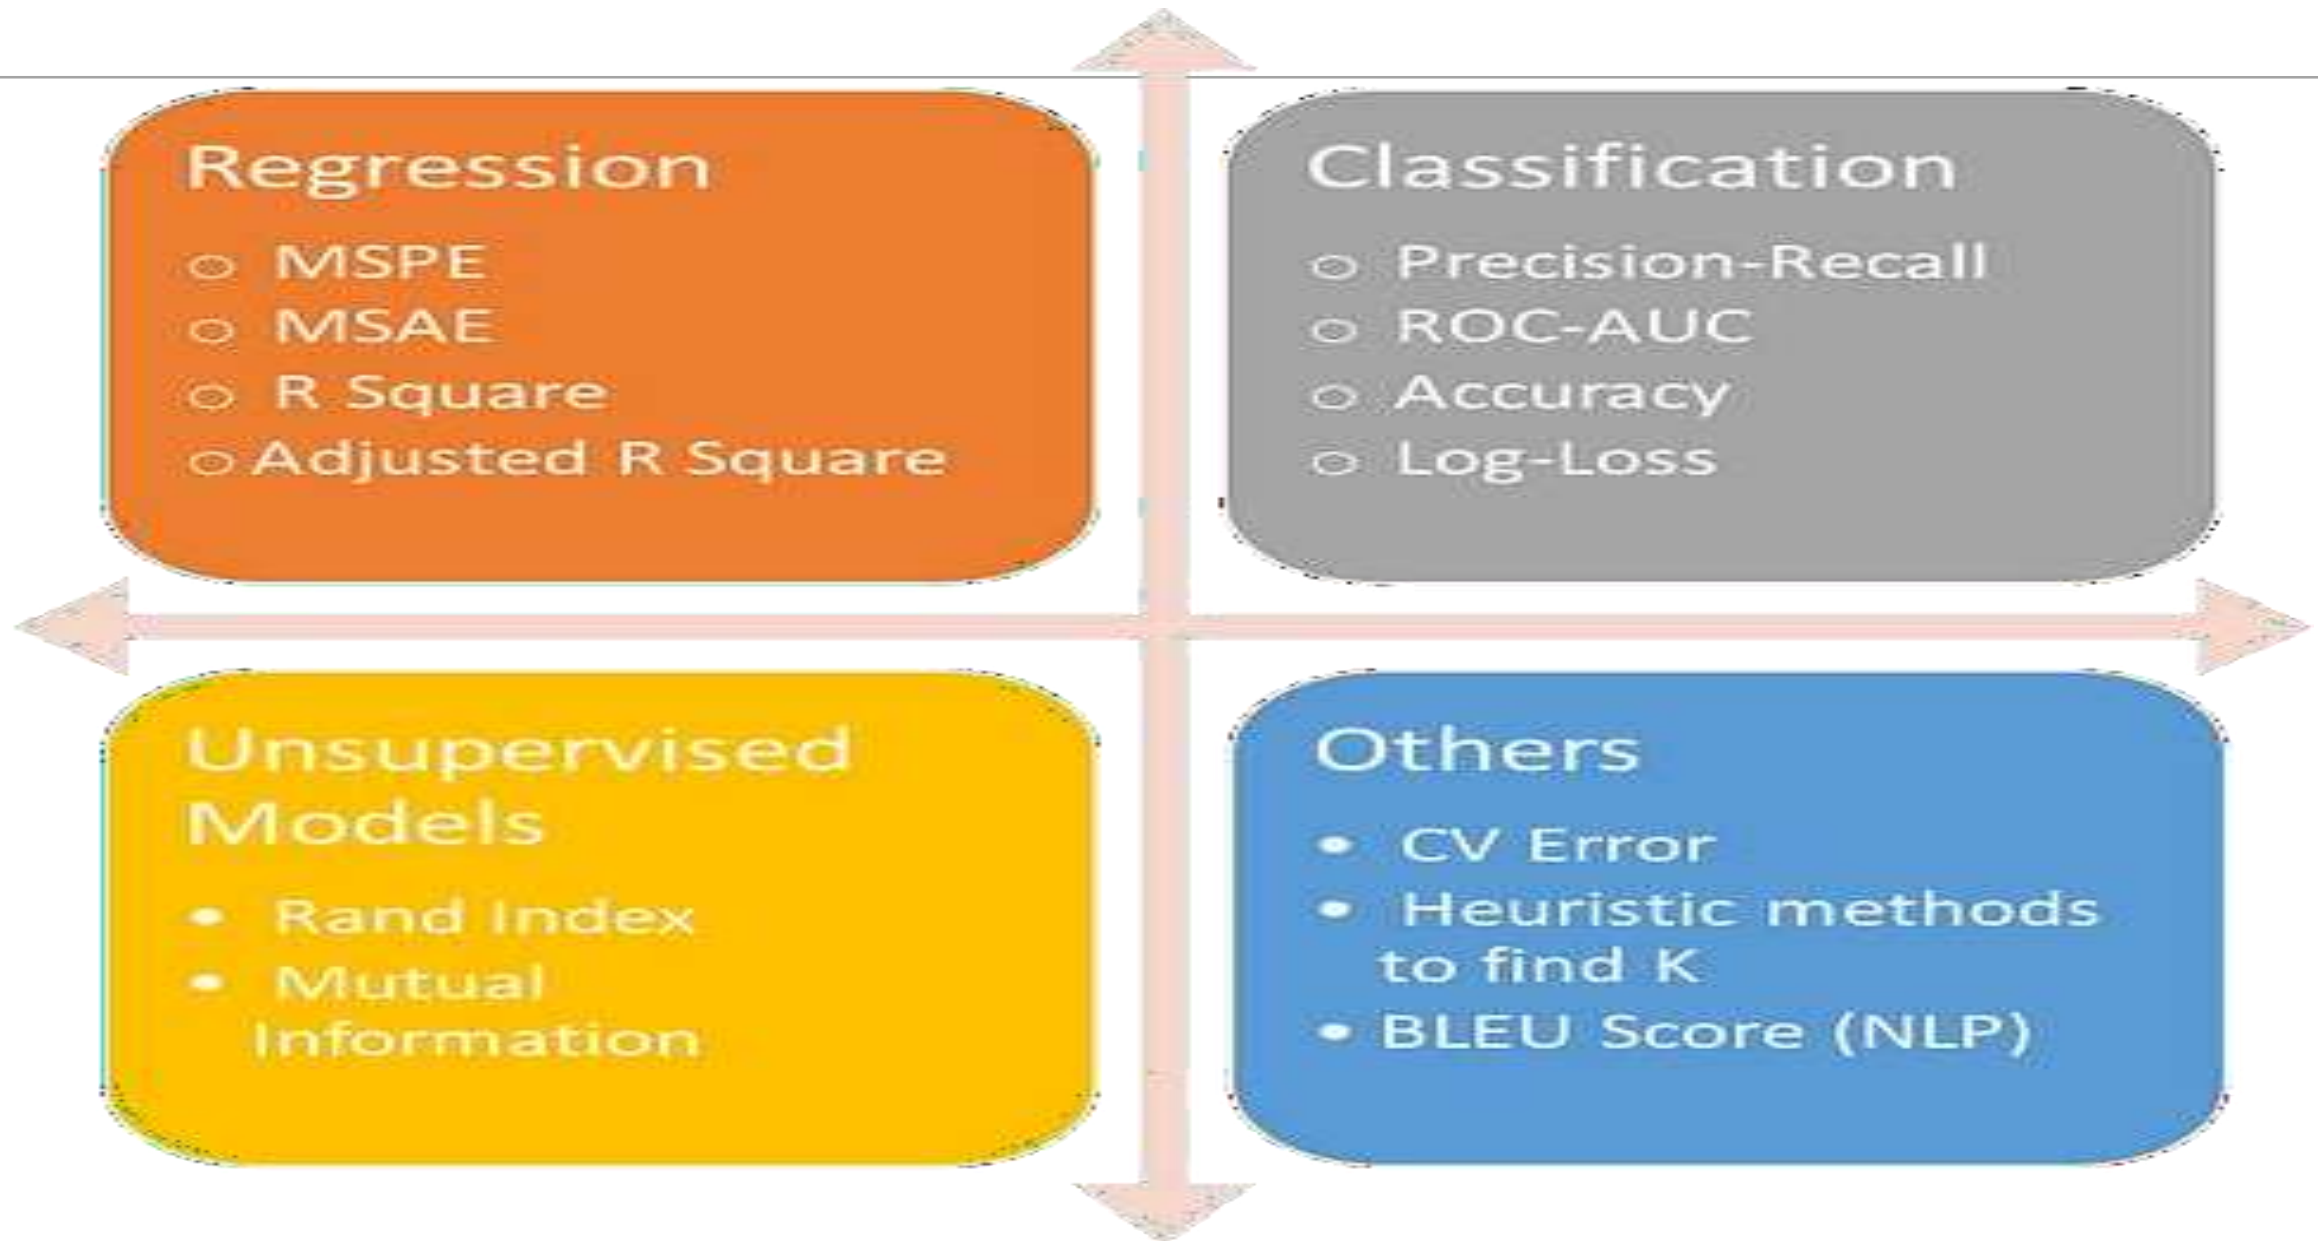 Regression
○ MSPE
○ MSAE
○ R Square
○ Adjusted R Square
Classification
○ Precision-Recall
○ ROC-AUC
○ Accuracy
○ Log-Loss
Unsupervised
Models
• Rand Index
• Mutual
Information
Others
• CV Error
• Heuristic methods
to find K
• BLEU Score (NLP)